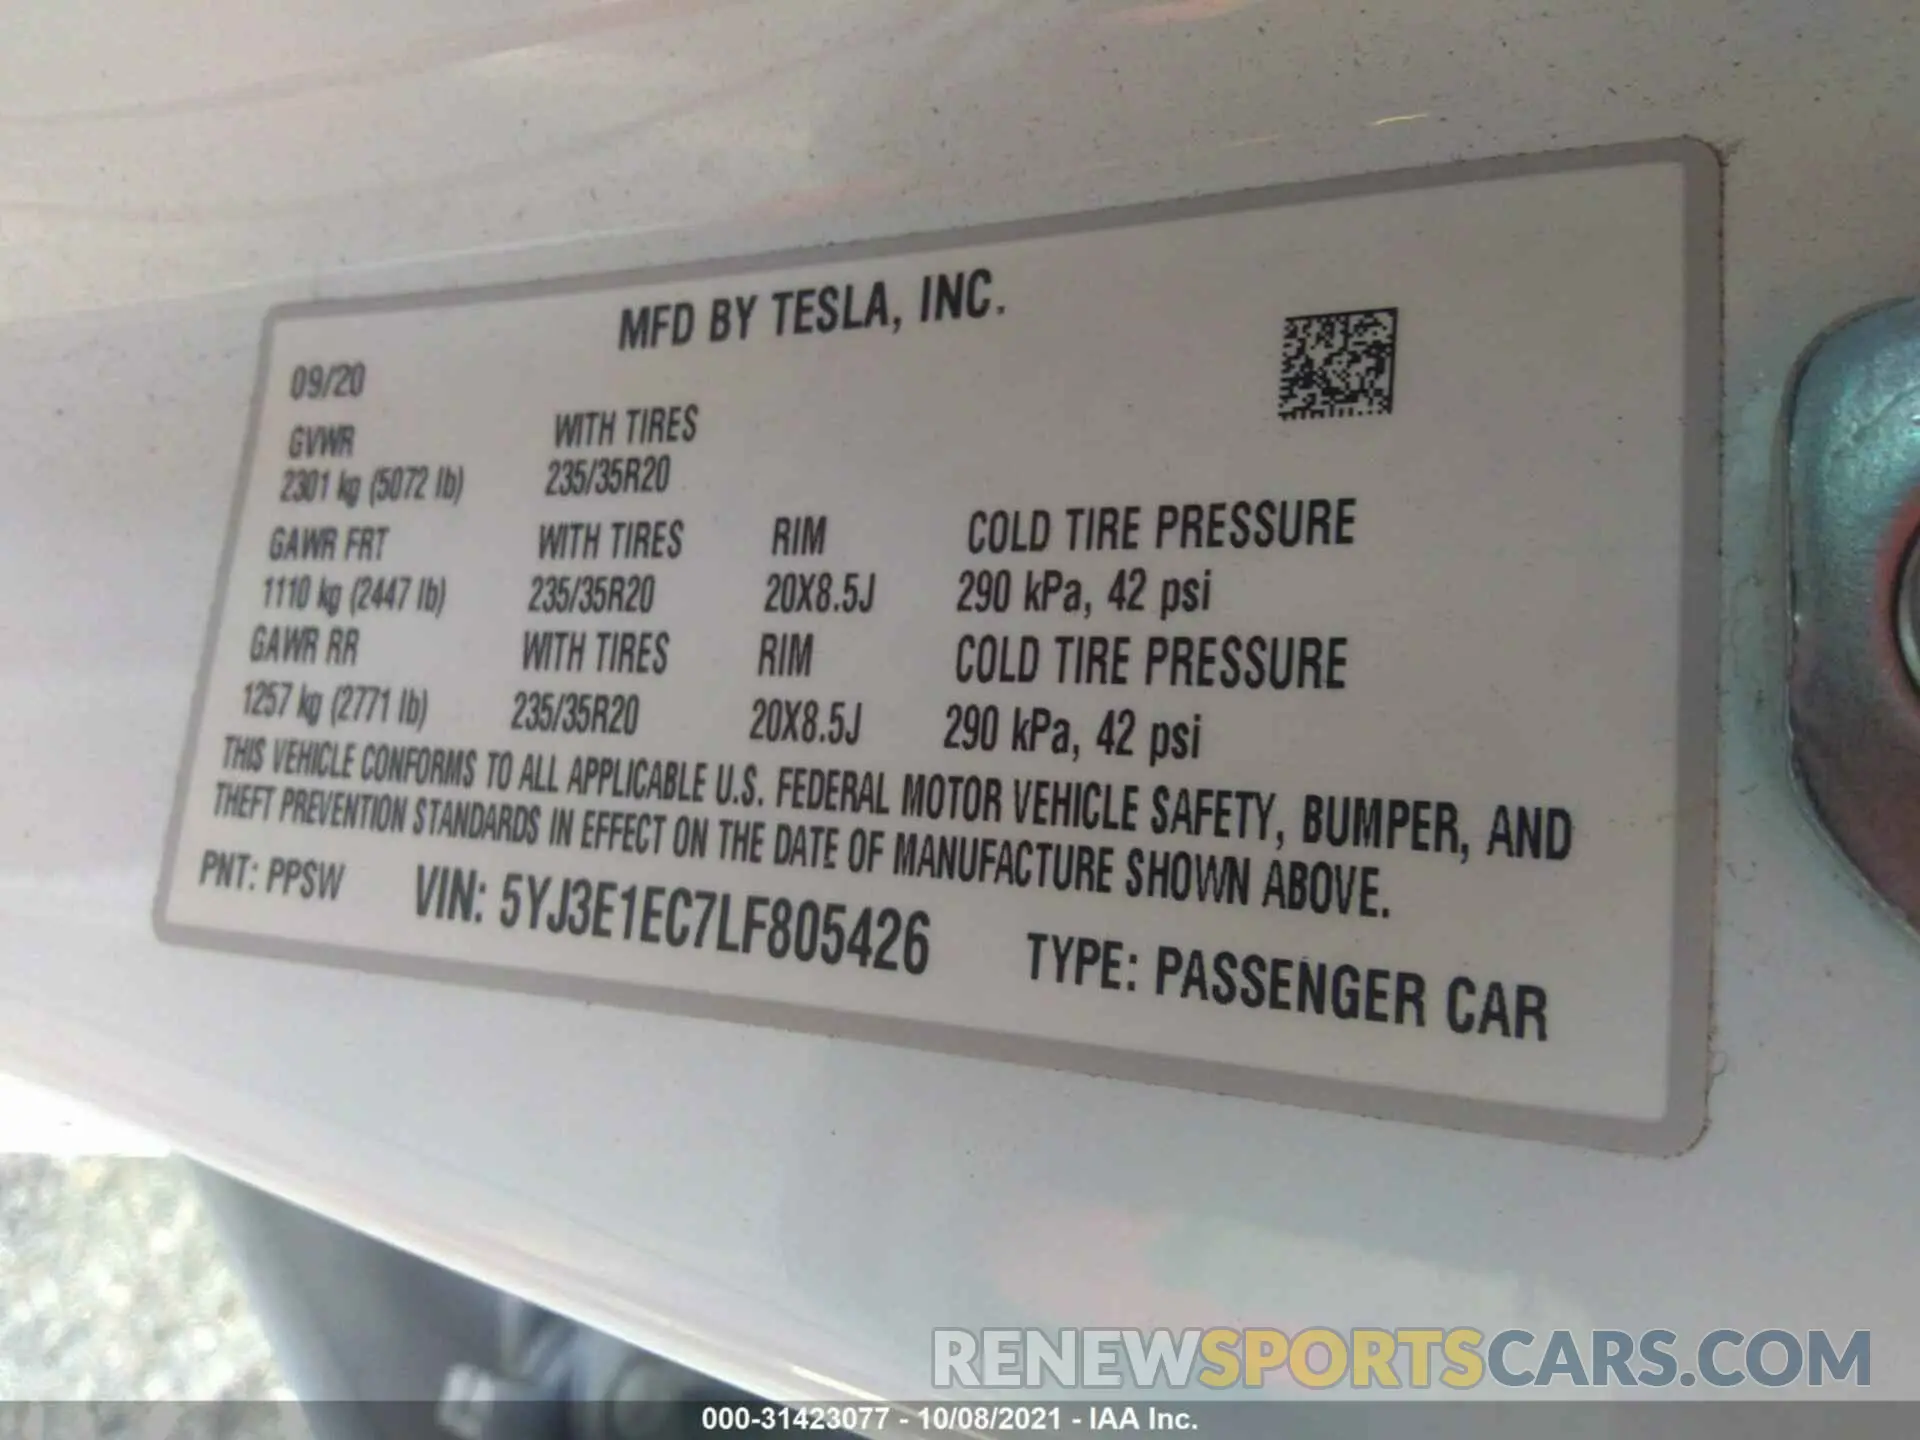 MFD BY TESLA, INC.
09/20
GVWR WITH TIRES
2301 kg (5072 lb) 235/35R20
GAWR FRT WITH TIRES RIM COLD TIRE PRESSURE
1110 kg (2447 lb) 235/35R20 20X8.5J 290 kPa, 42 psi
GAWR RR WITH TIRES RIM COLD TIRE PRESSURE
1257 kg (2771 lb) 235/35R20 20X8.5J 290 kPa, 42 psi
THIS VEHICLE CONFORMS TO ALL APPLICABLE U.S. FEDERAL MOTOR VEHICLE SAFETY, BUMPER, AND
THEFT PREVENTION STANDARDS IN EFFECT ON THE DATE OF MANUFACTURE SHOWN ABOVE.
PNT: PPSW VIN: 5YJ3E1EC7LF805426 TYPE: PASSENGER CAR
RENEWSPORTSCARS.COM
000-31423077 - 10/08/2021 - IAA Inc.